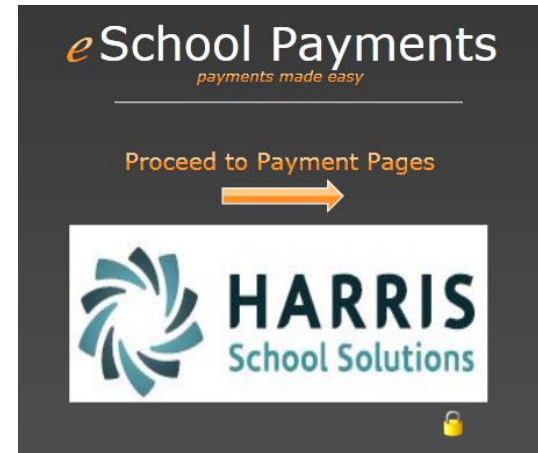 eSchool Payments
payments made easy
Proceed to Payment Pages
HARRIS
School Solutions